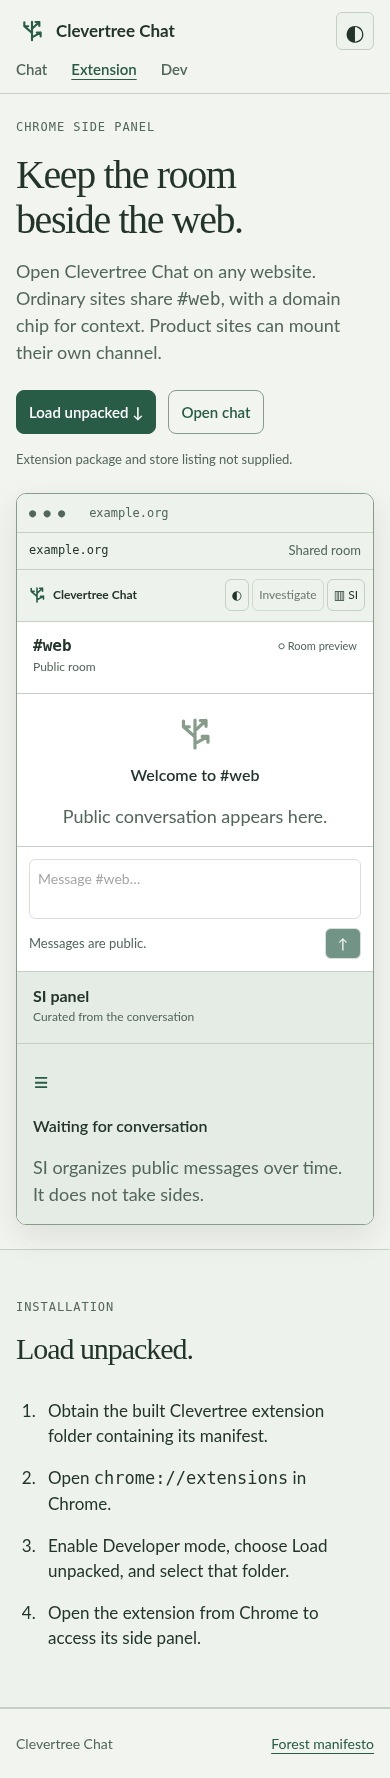 Clevertree Chat
Chat Extension Dev
CHROME SIDE PANEL
Keep the room
beside the web.
Open Clevertree Chat on any website.
Ordinary sites share #web, with a domain
chip for context. Product sites can mount
their own channel.
Load unpacked ↓ Open chat
Extension package and store listing not supplied.
example.org
example.org Shared room
Clevertree Chat Investigate SI
#web Room preview
Public room
Welcome to #web
Public conversation appears here.
Message #web...
Messages are public. ↑
SI panel
Curated from the conversation
Waiting for conversation
SI organizes public messages over time.
It does not take sides.
INSTALLATION
Load unpacked.
1. Obtain the built Clevertree extension
folder containing its manifest.
2. Open chrome://extensions in
Chrome.
3. Enable Developer mode, choose Load
unpacked, and select that folder.
4. Open the extension from Chrome to
access its side panel.
Clevertree Chat Forest manifesto